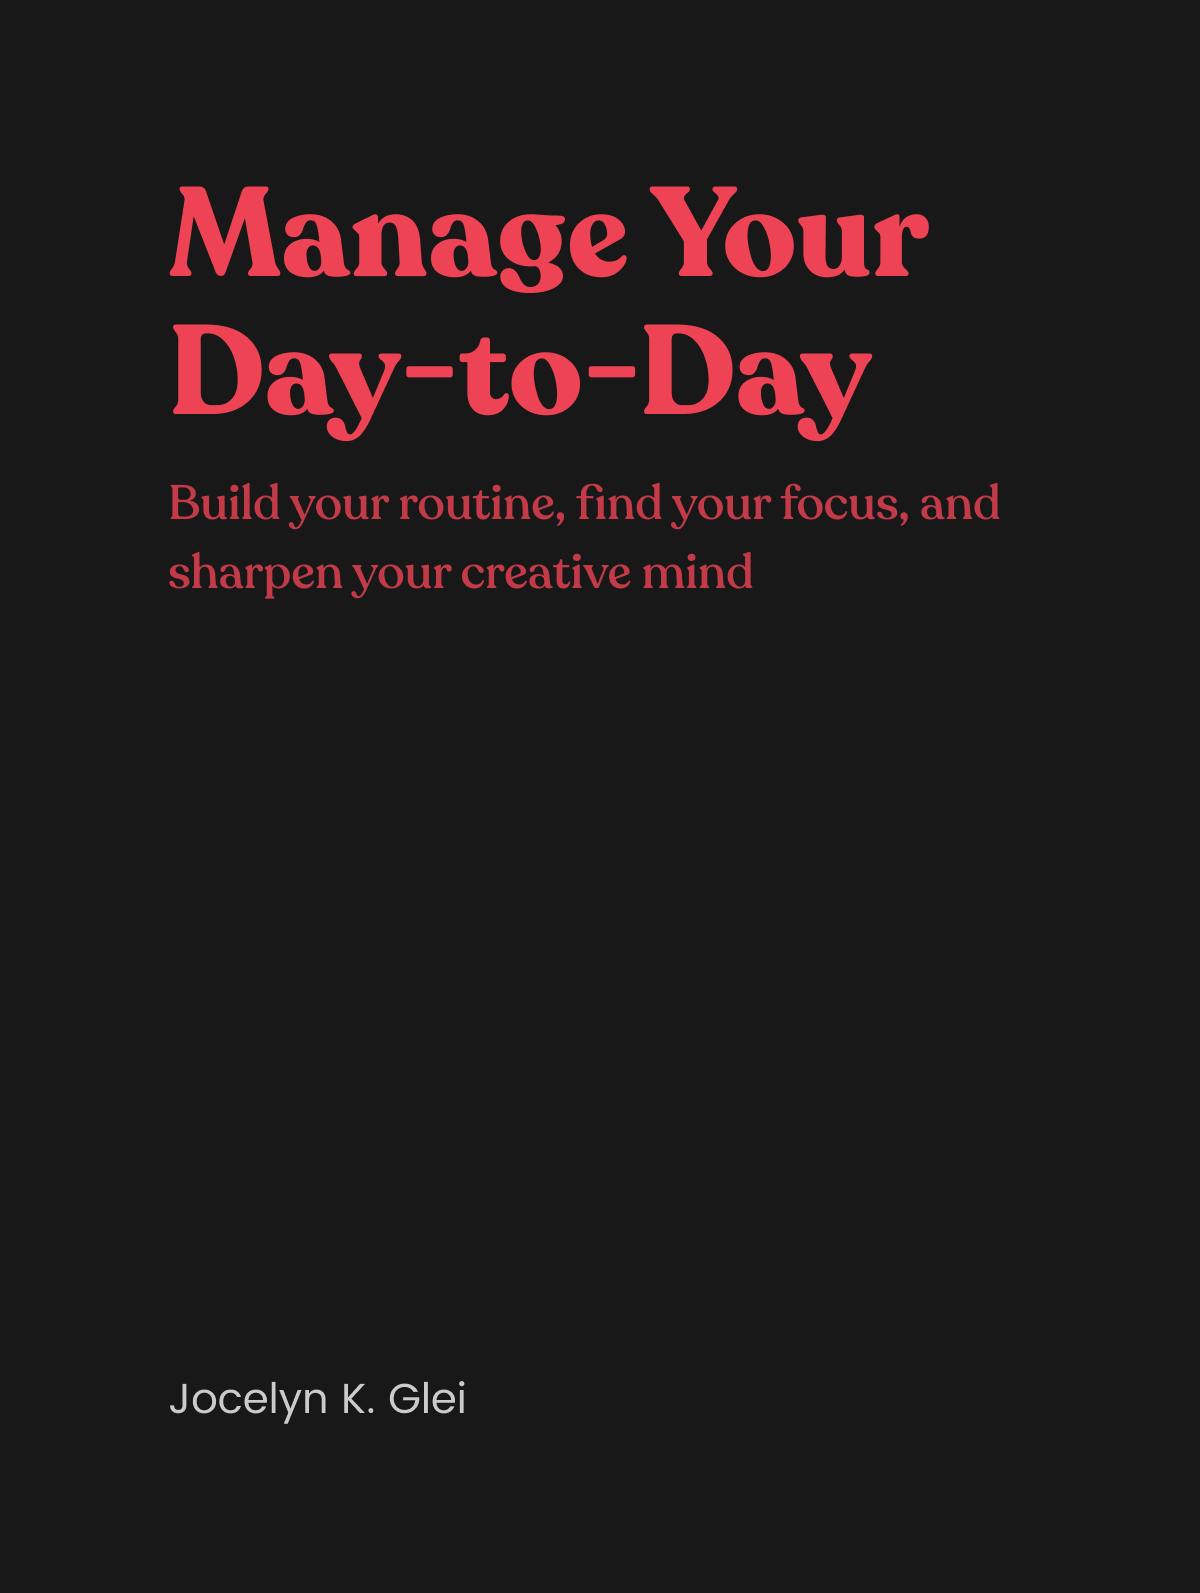 Manage Your
Day-to-Day
Build your routine, find your focus, and
sharpen your creative mind
Jocelyn K. Glei